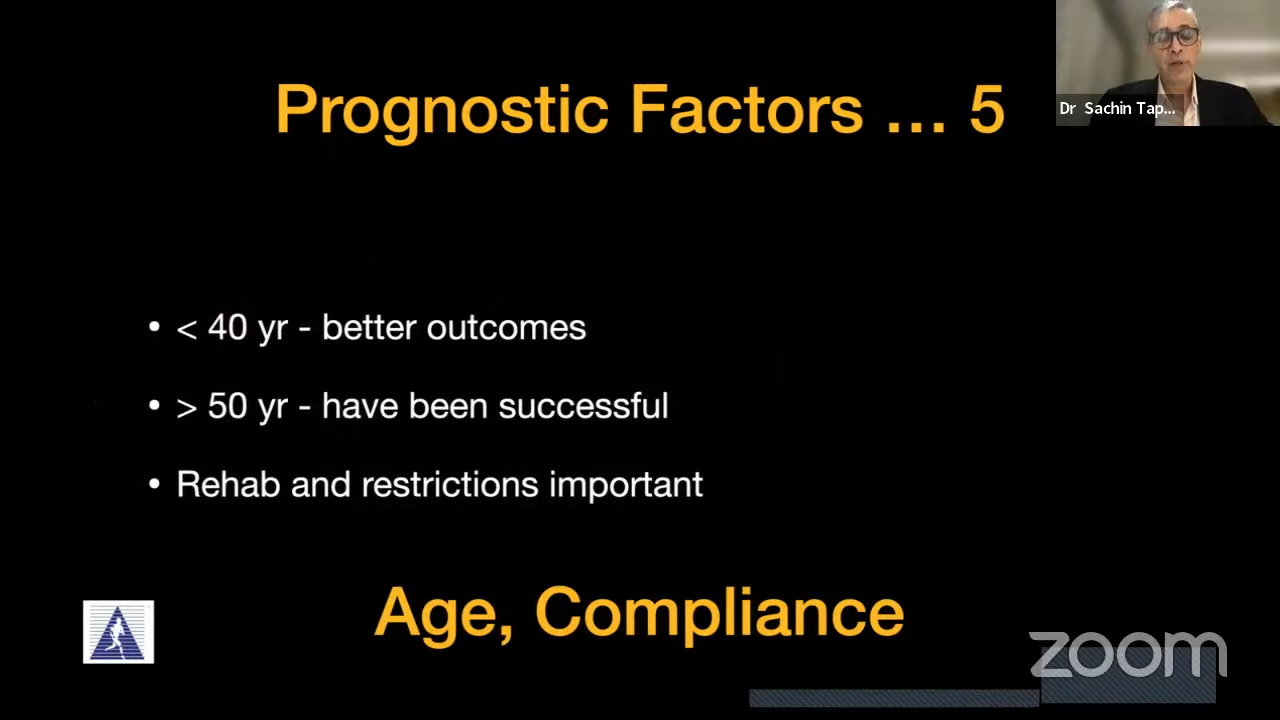 Prognostic Factors … 5
Dr Sachin Tap...
• < 40 yr - better outcomes
• > 50 yr - have been successful
• Rehab and restrictions important
Age, Compliance
zoom